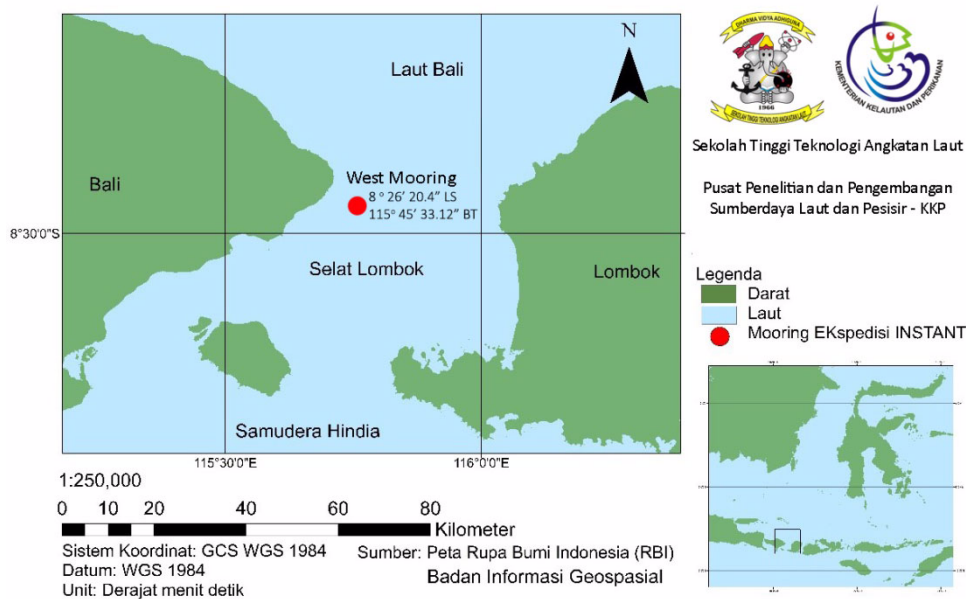 Laut Bali
N
Bali
West Mooring
8 ° 26’ 20.4” LS
115° 45’ 33.12” BT
8°30'0"S
Selat Lombok
Lombok
Samudera Hindia
115°30'0"E
116°0'0"E
1:250,000
0 10 20 40 60 80
Kilometer
Sistem Koordinat: GCS WGS 1984
Datum: WGS 1984
Unit: Derajat menit detik
Sumber: Peta Rupa Bumi Indonesia (RBI)
Badan Informasi Geospasial
DHARMA VIDYA ADHIGUNA
1966
SEKOLAH TINGGI TEKNOLOGI ANGKATAN LAUT
KEMENTERIAN KELAUTAN DAN PERIKANAN
Sekolah Tinggi Teknologi Angkatan Laut
Pusat Penelitian dan Pengembangan
Sumberdaya Laut dan Pesisir - KKP
Legenda
Darat
Laut
Mooring EKspedisi INSTANT